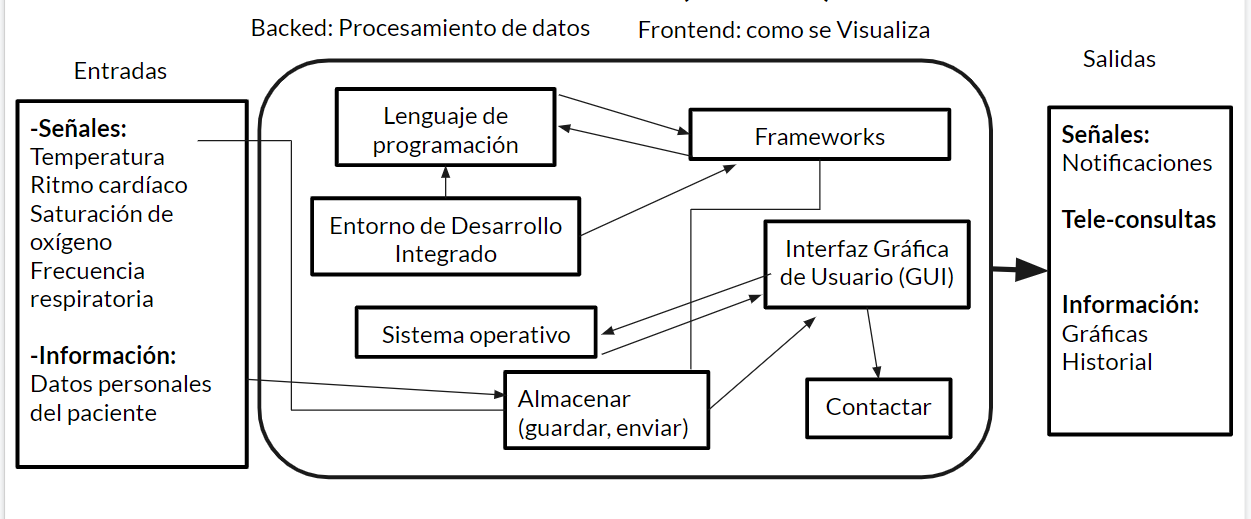 Backed: Procesamiento de datos
Frontend: como se Visualiza
Entradas
-Señales:
Temperatura
Ritmo cardíaco
Saturación de
oxígeno
Frecuencia
respiratoria
-Información:
Datos personales
del paciente
Lenguaje de
programación
Frameworks
Entorno de Desarrollo
Integrado
Interfaz Gráfica
de Usuario (GUI)
Sistema operativo
Almacenar
(guardar, enviar)
Contactar
Salidas
Señales:
Notificaciones
Tele-consultas
Información:
Gráficas
Historial